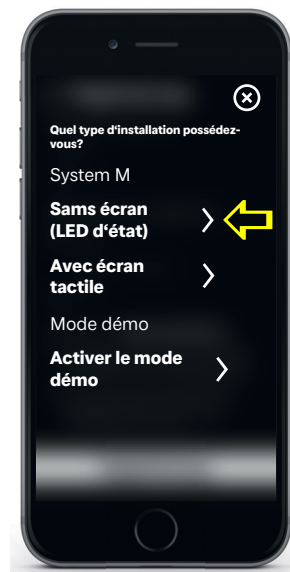 Quel type d'installation possédez-
vous?
System M
Sams écran
(LED d‘état)
Avec écran
tactile
Mode démo
Activer le mode
démo